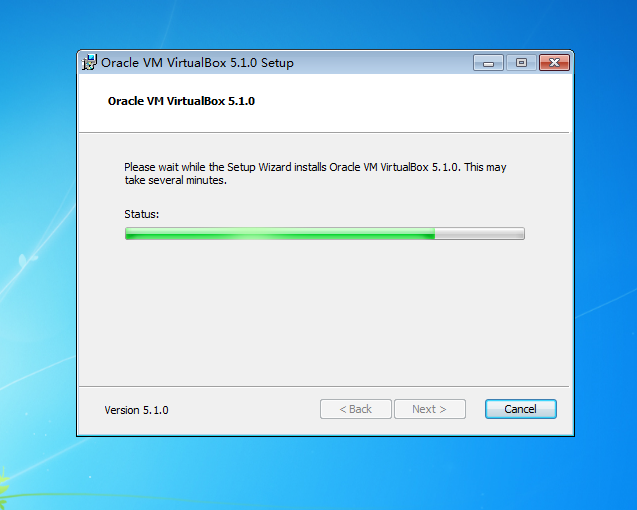 Oracle VM VirtualBox 5.1.0 Setup
Oracle VM VirtualBox 5.1.0
Please wait while the Setup Wizard installs Oracle VM VirtualBox 5.1.0. This may
take several minutes.
Status:
Version 5.1.0
< Back
Next >
Cancel